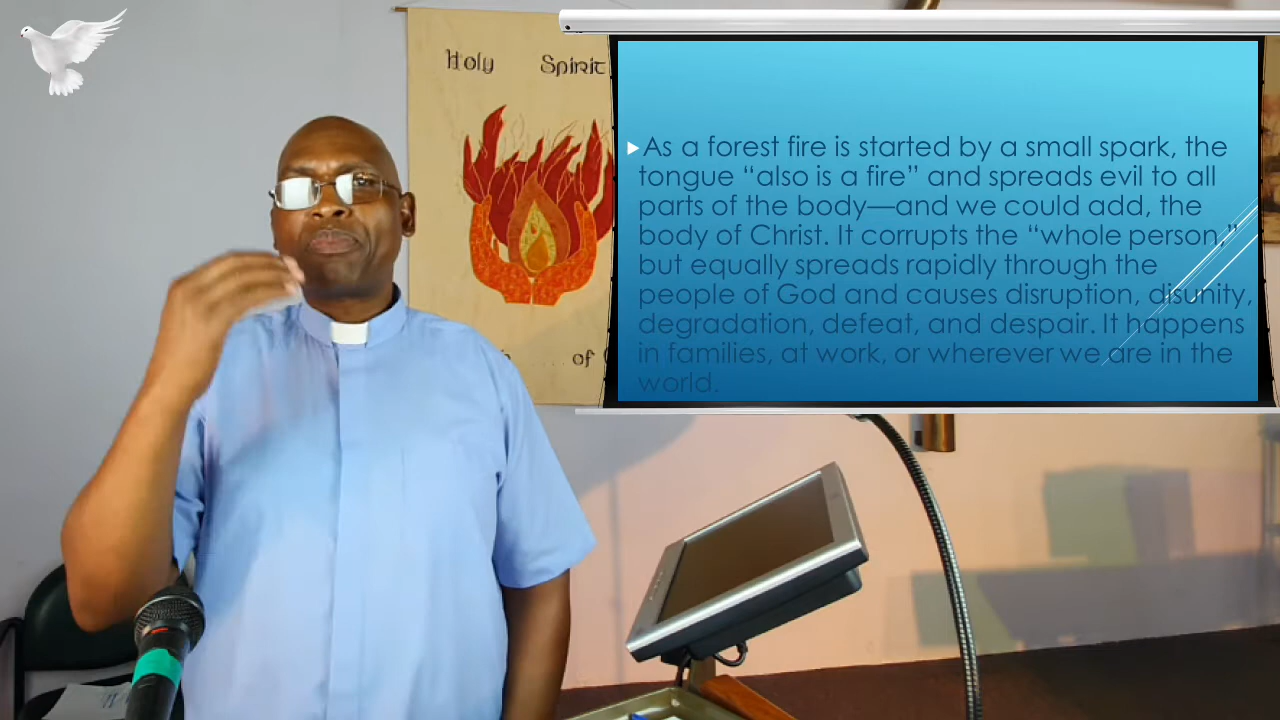 Holy Spirit
As a forest fire is started by a small spark, the
tongue “also is a fire” and spreads evil to all
parts of the body—and we could add, the
body of Christ. It corrupts the “whole person,”
but equally spreads rapidly through the
people of God and causes disruption, disunity,
degradation, defeat, and despair. It happens
in families, at work, or wherever we are in the
world.
of